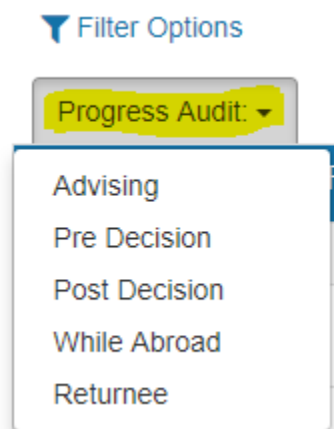 Filter Options
Progress Audit:
Advising
Pre Decision
Post Decision
While Abroad
Returnee